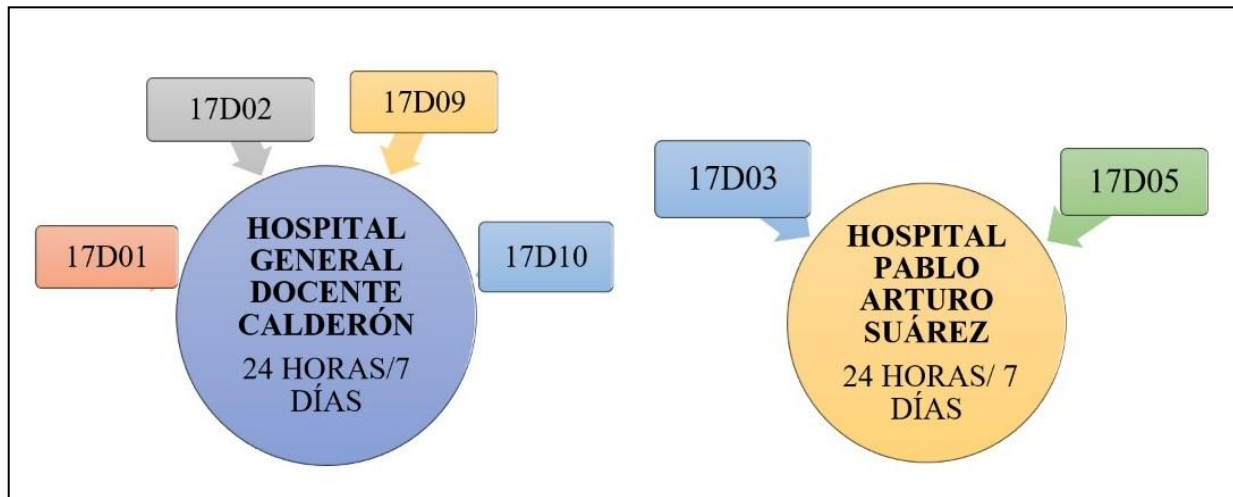 17D02
17D09
17D01
HOSPITAL
GENERAL
DOCENTE
CALDERÓN
24 HORAS/7
DÍAS
17D10
17D03
17D05
HOSPITAL
PABLO
ARTURO
SUÁREZ
24 HORAS/ 7
DÍAS